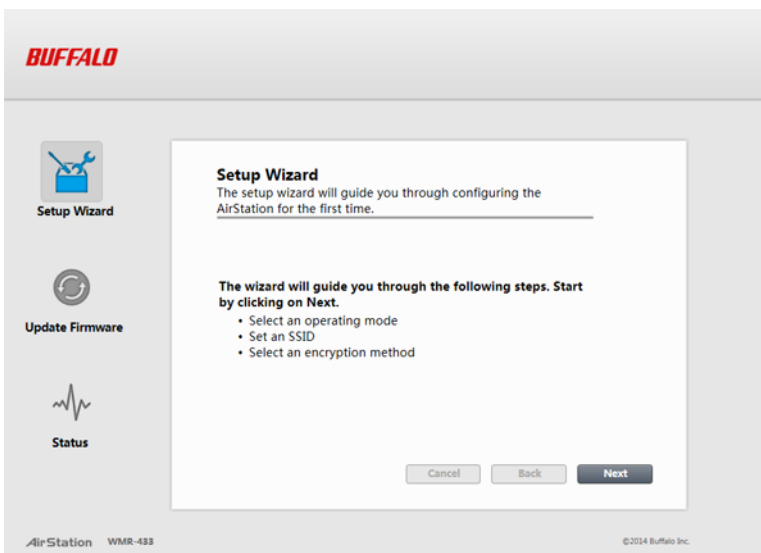 BUFFALO
Setup Wizard
Update Firmware
Status
Setup Wizard
The setup wizard will guide you through configuring the
AirStation for the first time.
The wizard will guide you through the following steps. Start
by clicking on Next.
• Select an operating mode
• Set an SSID
• Select an encryption method
Cancel
Back
Next
AirStation WMR-433
©2014 Buffalo Inc.